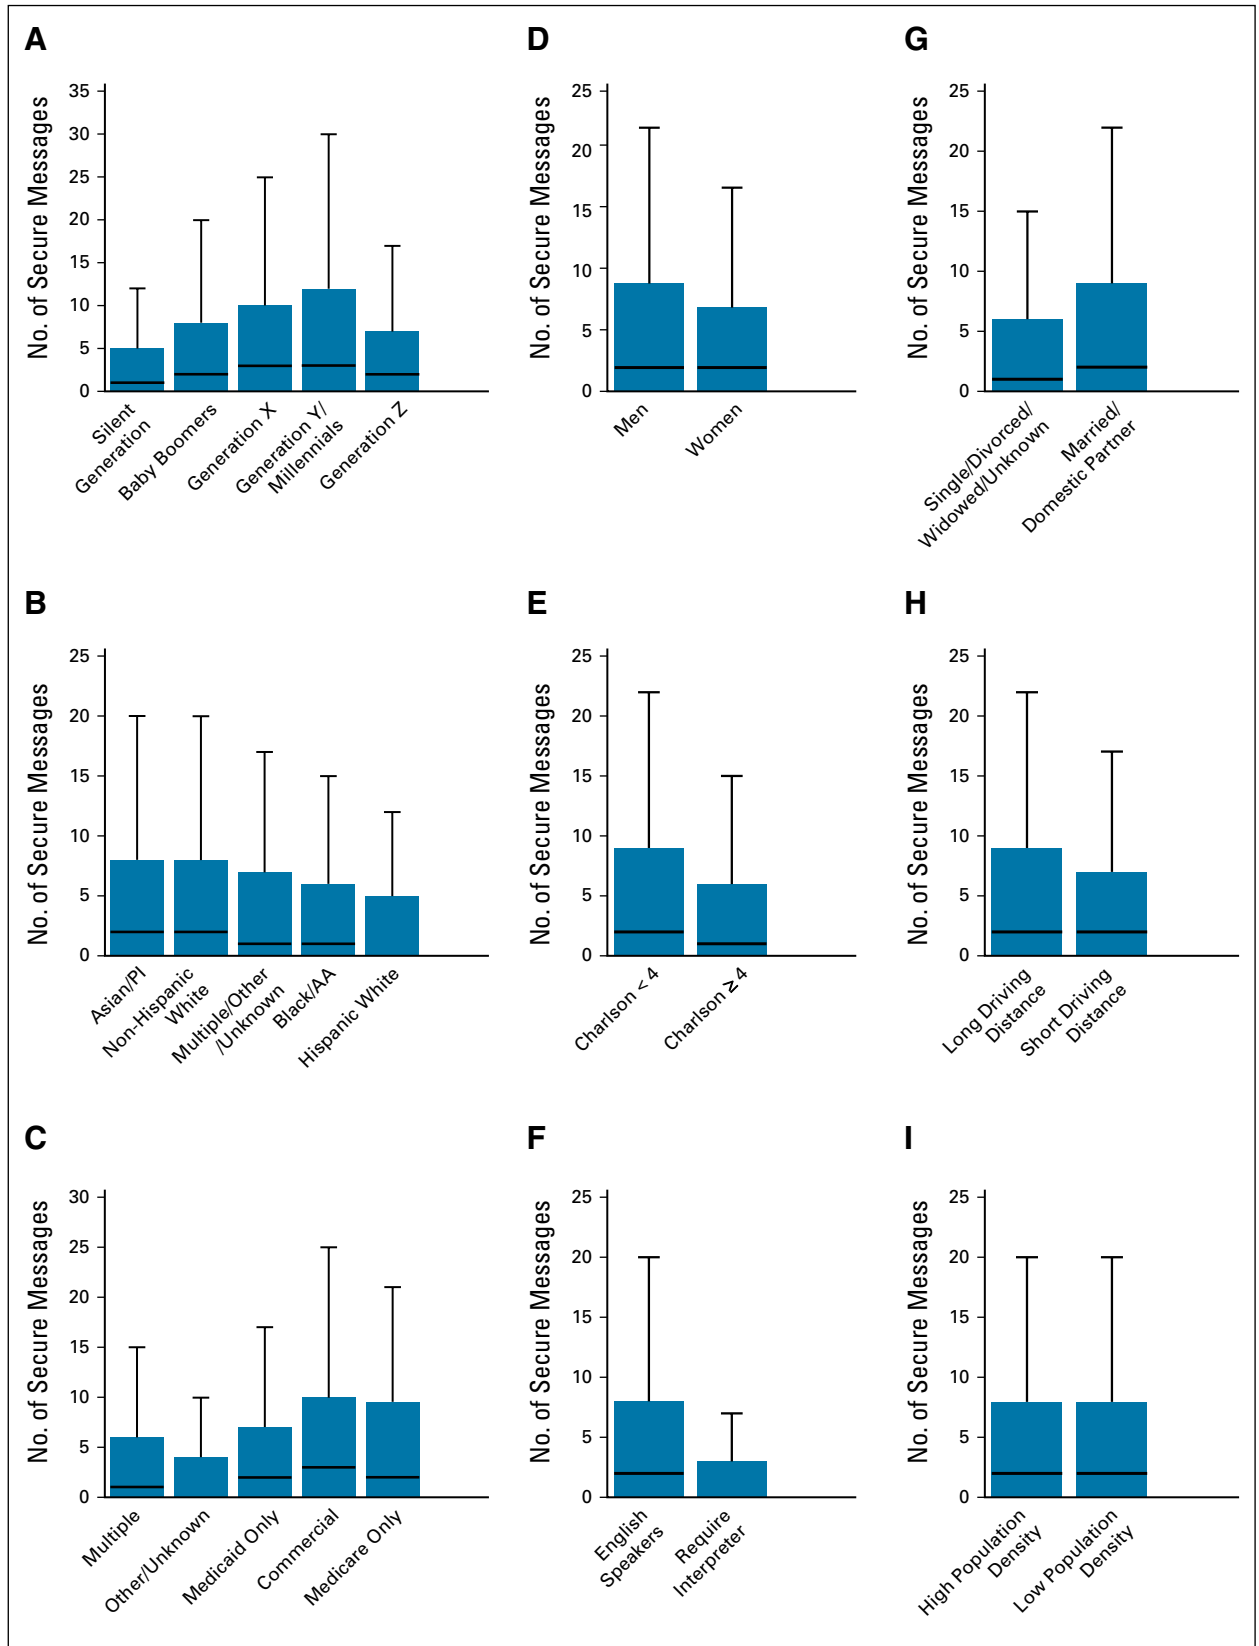 A
No. of Secure Messages
35
30
25
20
15
10
5
0
Silent
Generation
Baby Boomers
Generation X
Generation Y/
Millennials
Generation Z
D
No. of Secure Messages
25
20
15
10
5
0
Men
Women
G
No. of Secure Messages
25
20
15
10
5
0
Single/Divorced/
Widowed/Unknown
Married/
Domestic Partner
B
No. of Secure Messages
25
20
15
10
5
0
Asian/PI
Non-Hispanic
White
Multiple/Other
/Unknown
Black/AA
Hispanic White
E
No. of Secure Messages
25
20
15
10
5
0
Charlson < 4
Charlson ≥ 4
H
No. of Secure Messages
25
20
15
10
5
0
Long Driving
Distance
Short Driving
Distance
C
No. of Secure Messages
30
25
20
15
10
5
0
Multiple
Other/Unknown
Medicaid Only
Commercial
Medicare Only
F
No. of Secure Messages
25
20
15
10
5
0
English
Speakers
Require
Interpreter
I
No. of Secure Messages
25
20
15
10
5
0
High Population
Density
Low Population
Density